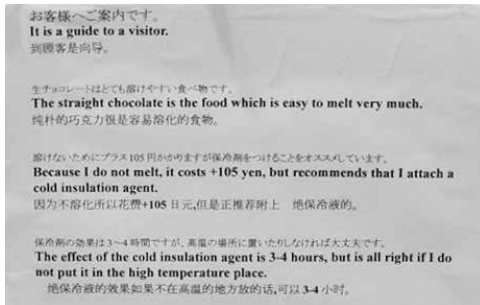 お客様へご案内です。
It is a guide to a visitor.
到顾客是向导。
生チョコレートはとても溶けやすい食べ物です。
The straight chocolate is the food which is easy to melt very much.
纯朴的巧克力很是容易溶化的食物。
溶けないためにプラス105円かかりますが保冷剤をつけることをオススメしています。
Because I do not melt, it costs +105 yen, but recommends that I attach a
cold insulation agent.
因为不溶化所以花费+105 日元,但是正推荐附上 绝保冷液的。
保冷剤の効果は3~4時間ですが、高温の場所に置いたりしなければ大丈夫です。
The effect of the cold insulation agent is 3-4 hours, but is all right if I do
not put it in the high temperature place.
绝保冷液的效果如果不在高温的地方放的话,可以 3-4 小时。